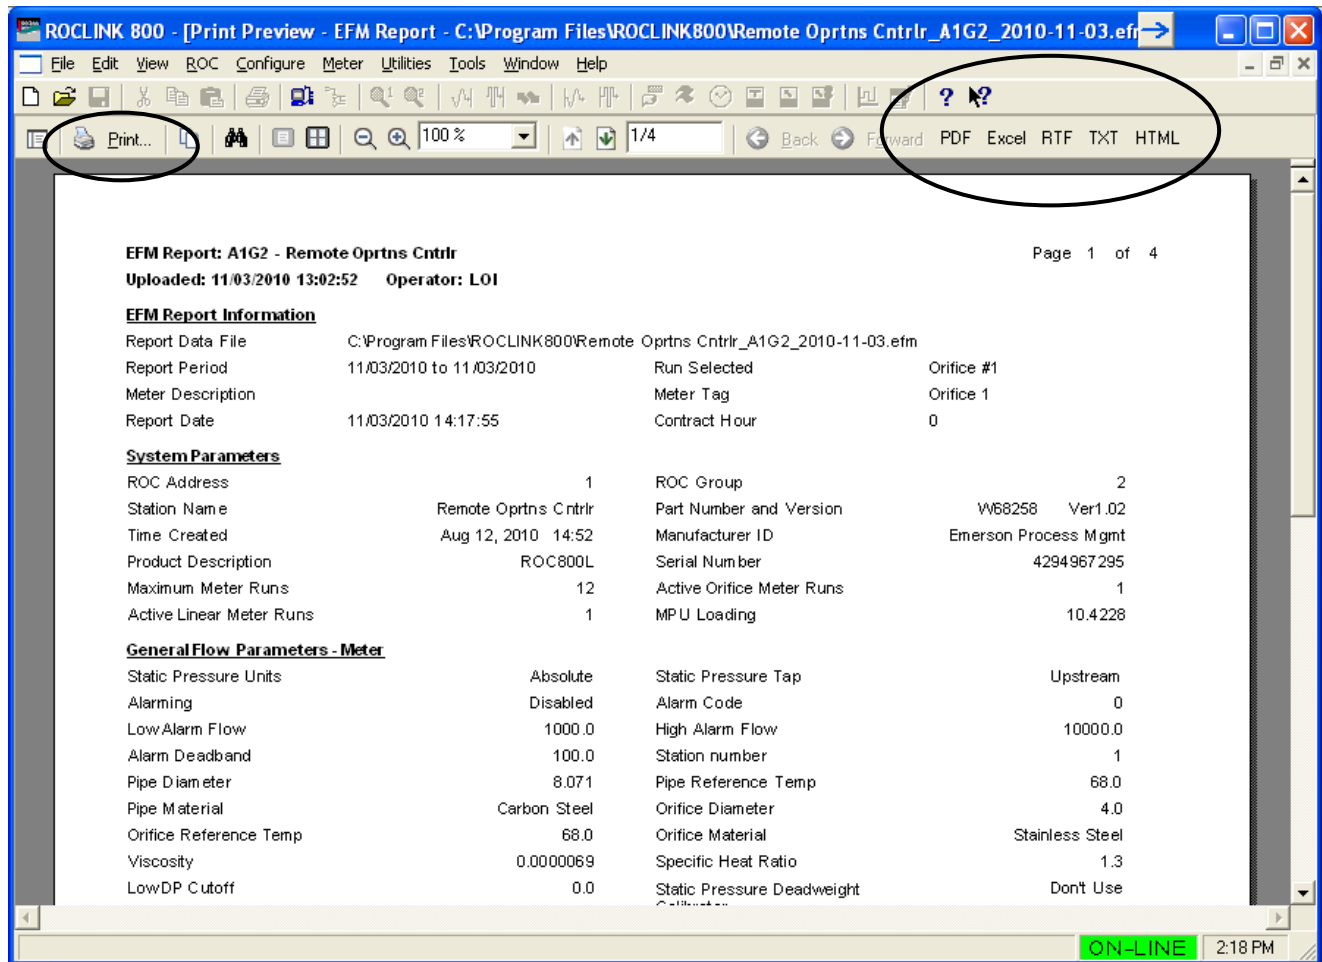 ROCLINK 800 - [Print Preview - EFM Report - C:\Program Files\ROCLINK800\Remote Oprtns Cntrlr_A1G2_2010-11-03.efm
File Edit View ROC Configure Meter Utilities Tools Window Help
Print... 100 % 1/4 Back Forward PDF Excel RTF TXT HTML
EFM Report: A1G2 - Remote Oprtns Cntrlr Page 1 of 4
Uploaded: 11/03/2010 13:02:52 Operator: LOI
EFM Report Information
Report Data File C:\Program Files\ROCLINK800\Remote Oprtns Cntrlr_A1G2_2010-11-03.efm
Report Period 11/03/2010 to 11/03/2010 Run Selected Orifice #1
Meter Description Meter Tag Orifice 1
Report Date 11/03/2010 14:17:55 Contract Hour 0
System Parameters
ROC Address 1 ROC Group 2
Station Name Remote Oprtns Cntrlr Part Number and Version W68258 Ver1.02
Time Created Aug 12, 2010 14:52 Manufacturer ID Emerson Process Mgmt
Product Description ROC800L Serial Number 4294967295
Maximum Meter Runs 12 Active Orifice Meter Runs 1
Active Linear Meter Runs 1 MPU Loading 10.4228
General Flow Parameters - Meter
Static Pressure Units Absolute Static Pressure Tap Upstream
Alarming Disabled Alarm Code 0
Low Alarm Flow 1000.0 High Alarm Flow 10000.0
Alarm Deadband 100.0 Station number 1
Pipe Diameter 8.071 Pipe Reference Temp 68.0
Pipe Material Carbon Steel Orifice Diameter 4.0
Orifice Reference Temp 68.0 Orifice Material Stainless Steel
Viscosity 0.0000069 Specific Heat Ratio 1.3
Low DP Cutoff 0.0 Static Pressure Deadweight Don't Use
ON-LINE 2:18 PM